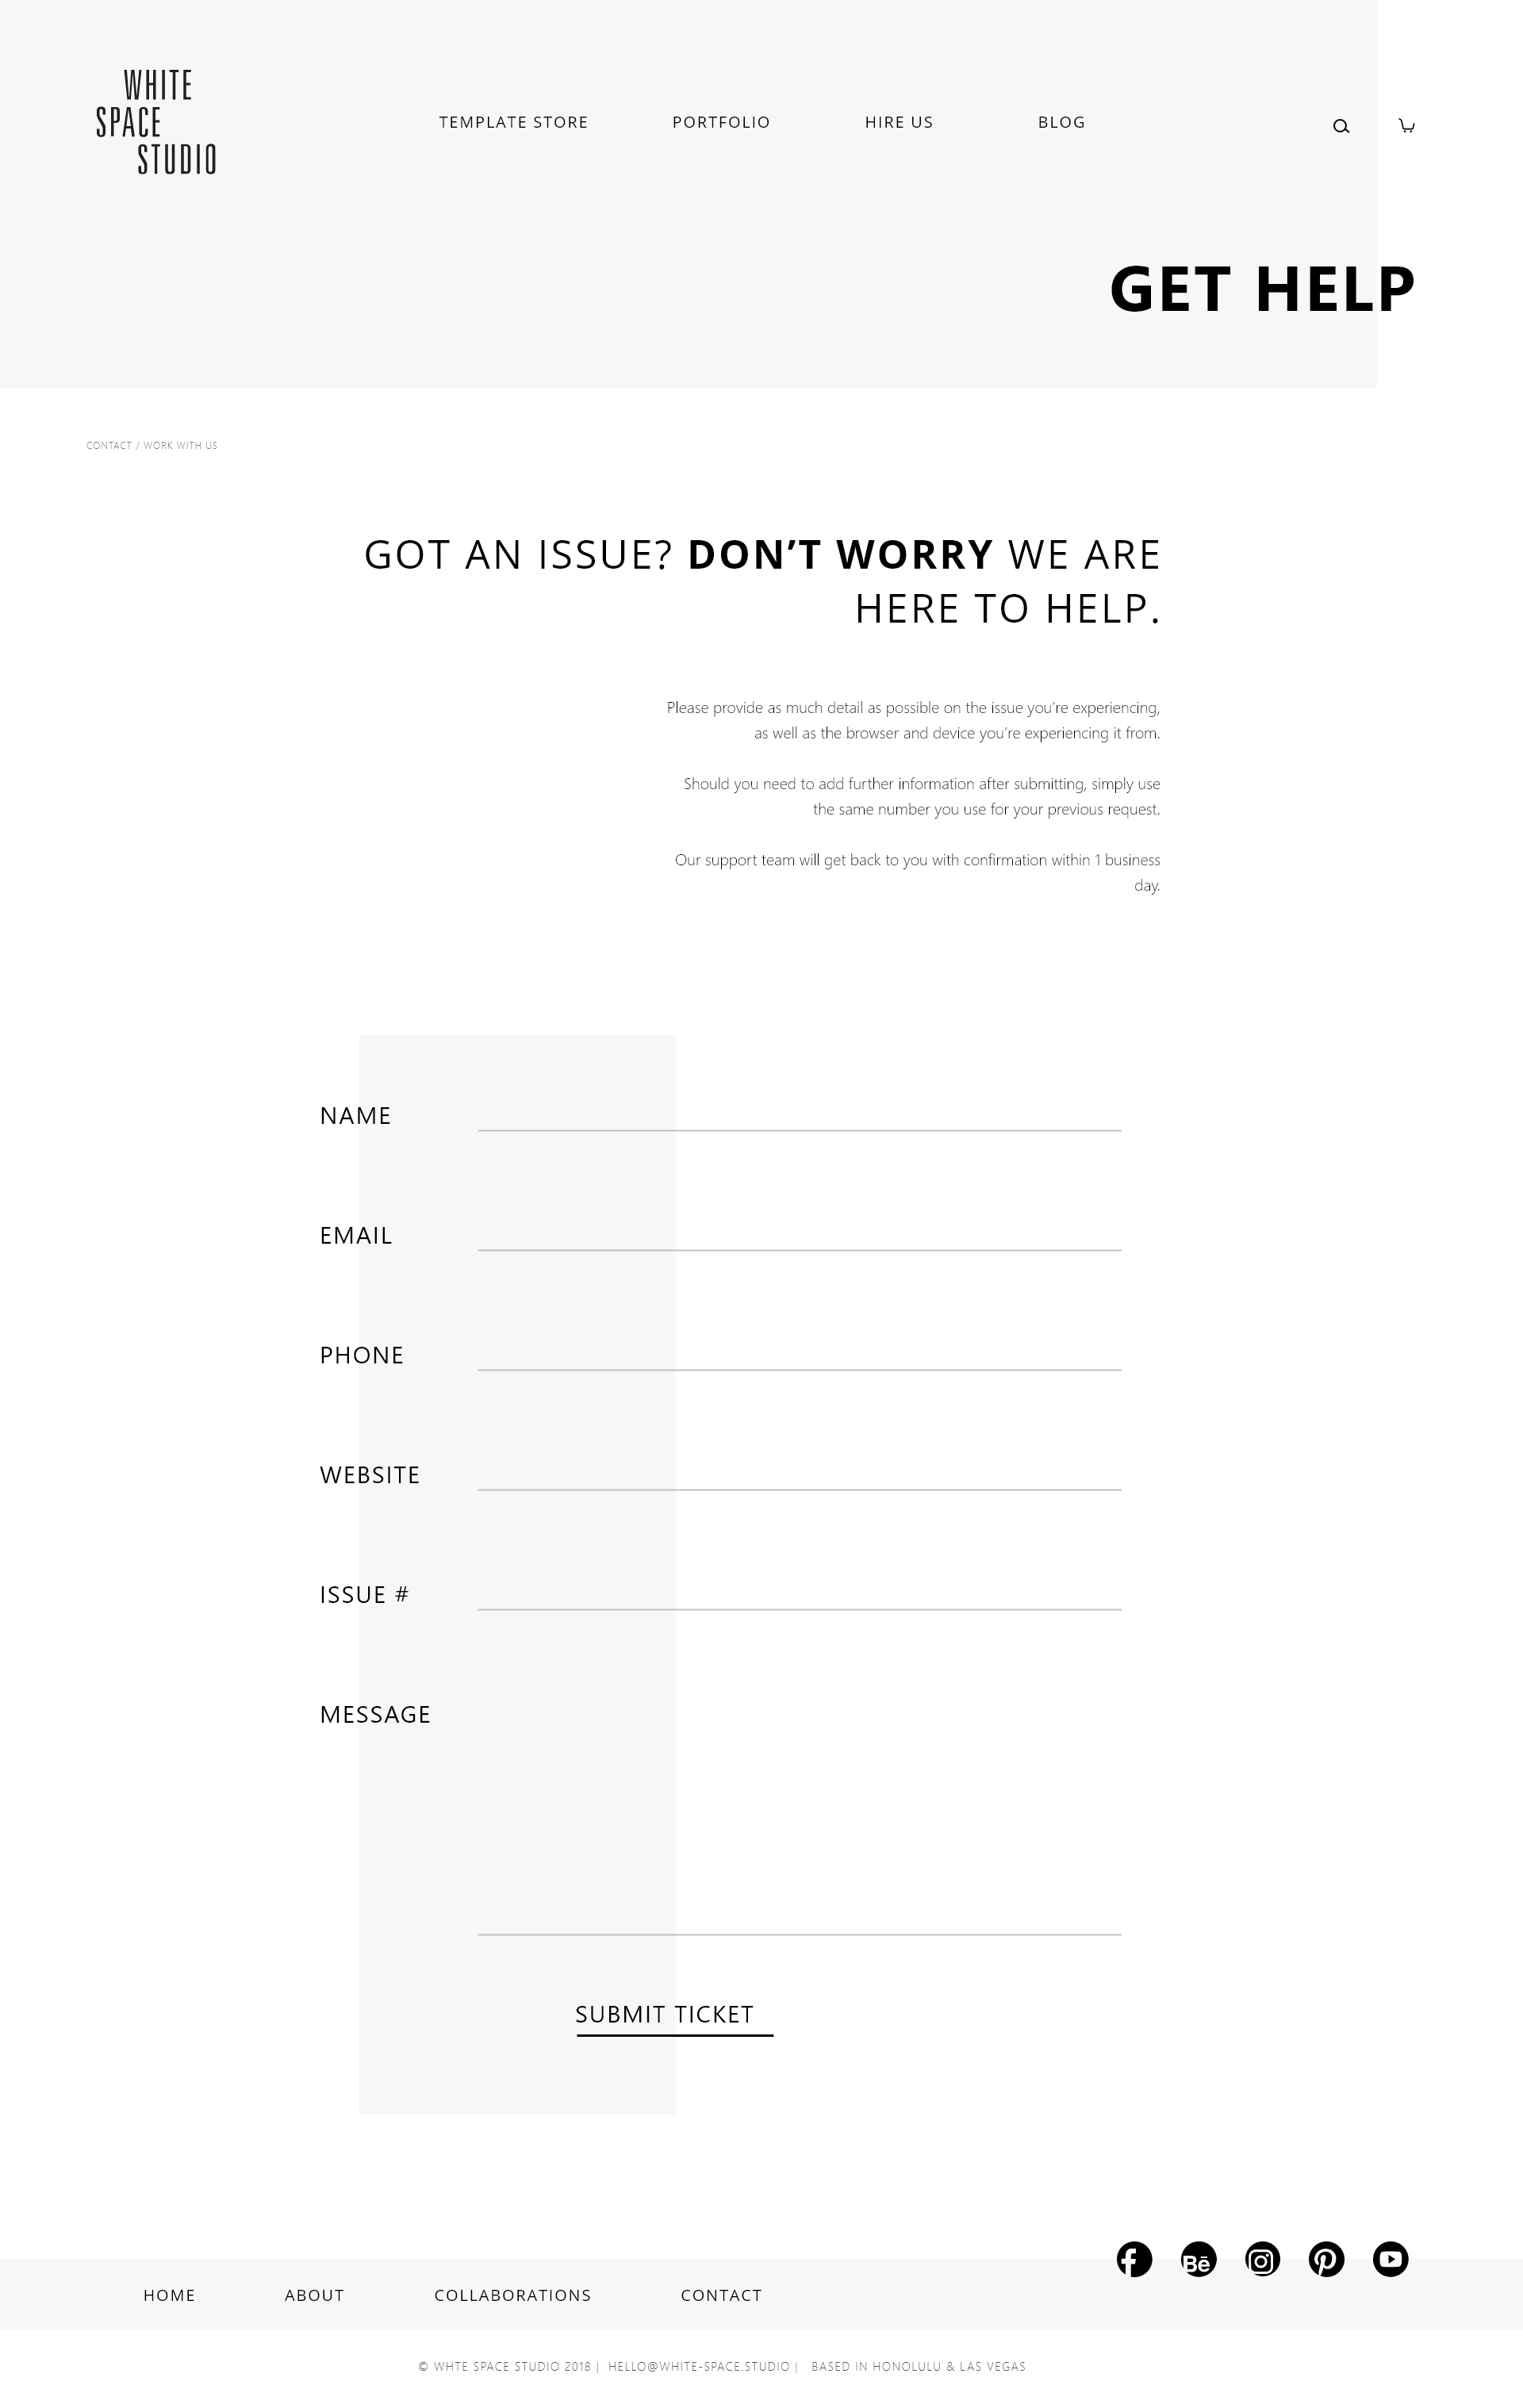 WHITE
SPACE
STUDIO
TEMPLATE STORE
PORTFOLIO
HIRE US
BLOG
GET HELP
CONTACT / WORK WITH US
GOT AN ISSUE? DON’T WORRY WE ARE
HERE TO HELP.
Please provide as much detail as possible on the issue you’re experiencing,
as well as the browser and device you’re experiencing it from.
Should you need to add further information after submitting, simply use
the same number you use for your previous request.
Our support team will get back to you with confirmation within 1 business
day.
NAME
EMAIL
PHONE
WEBSITE
ISSUE #
MESSAGE
SUBMIT TICKET
Bē
HOME
ABOUT
COLLABORATIONS
CONTACT
© WHTE SPACE STUDIO 2018 | HELLO@WHITE-SPACE.STUDIO | BASED IN HONOLULU & LAS VEGAS